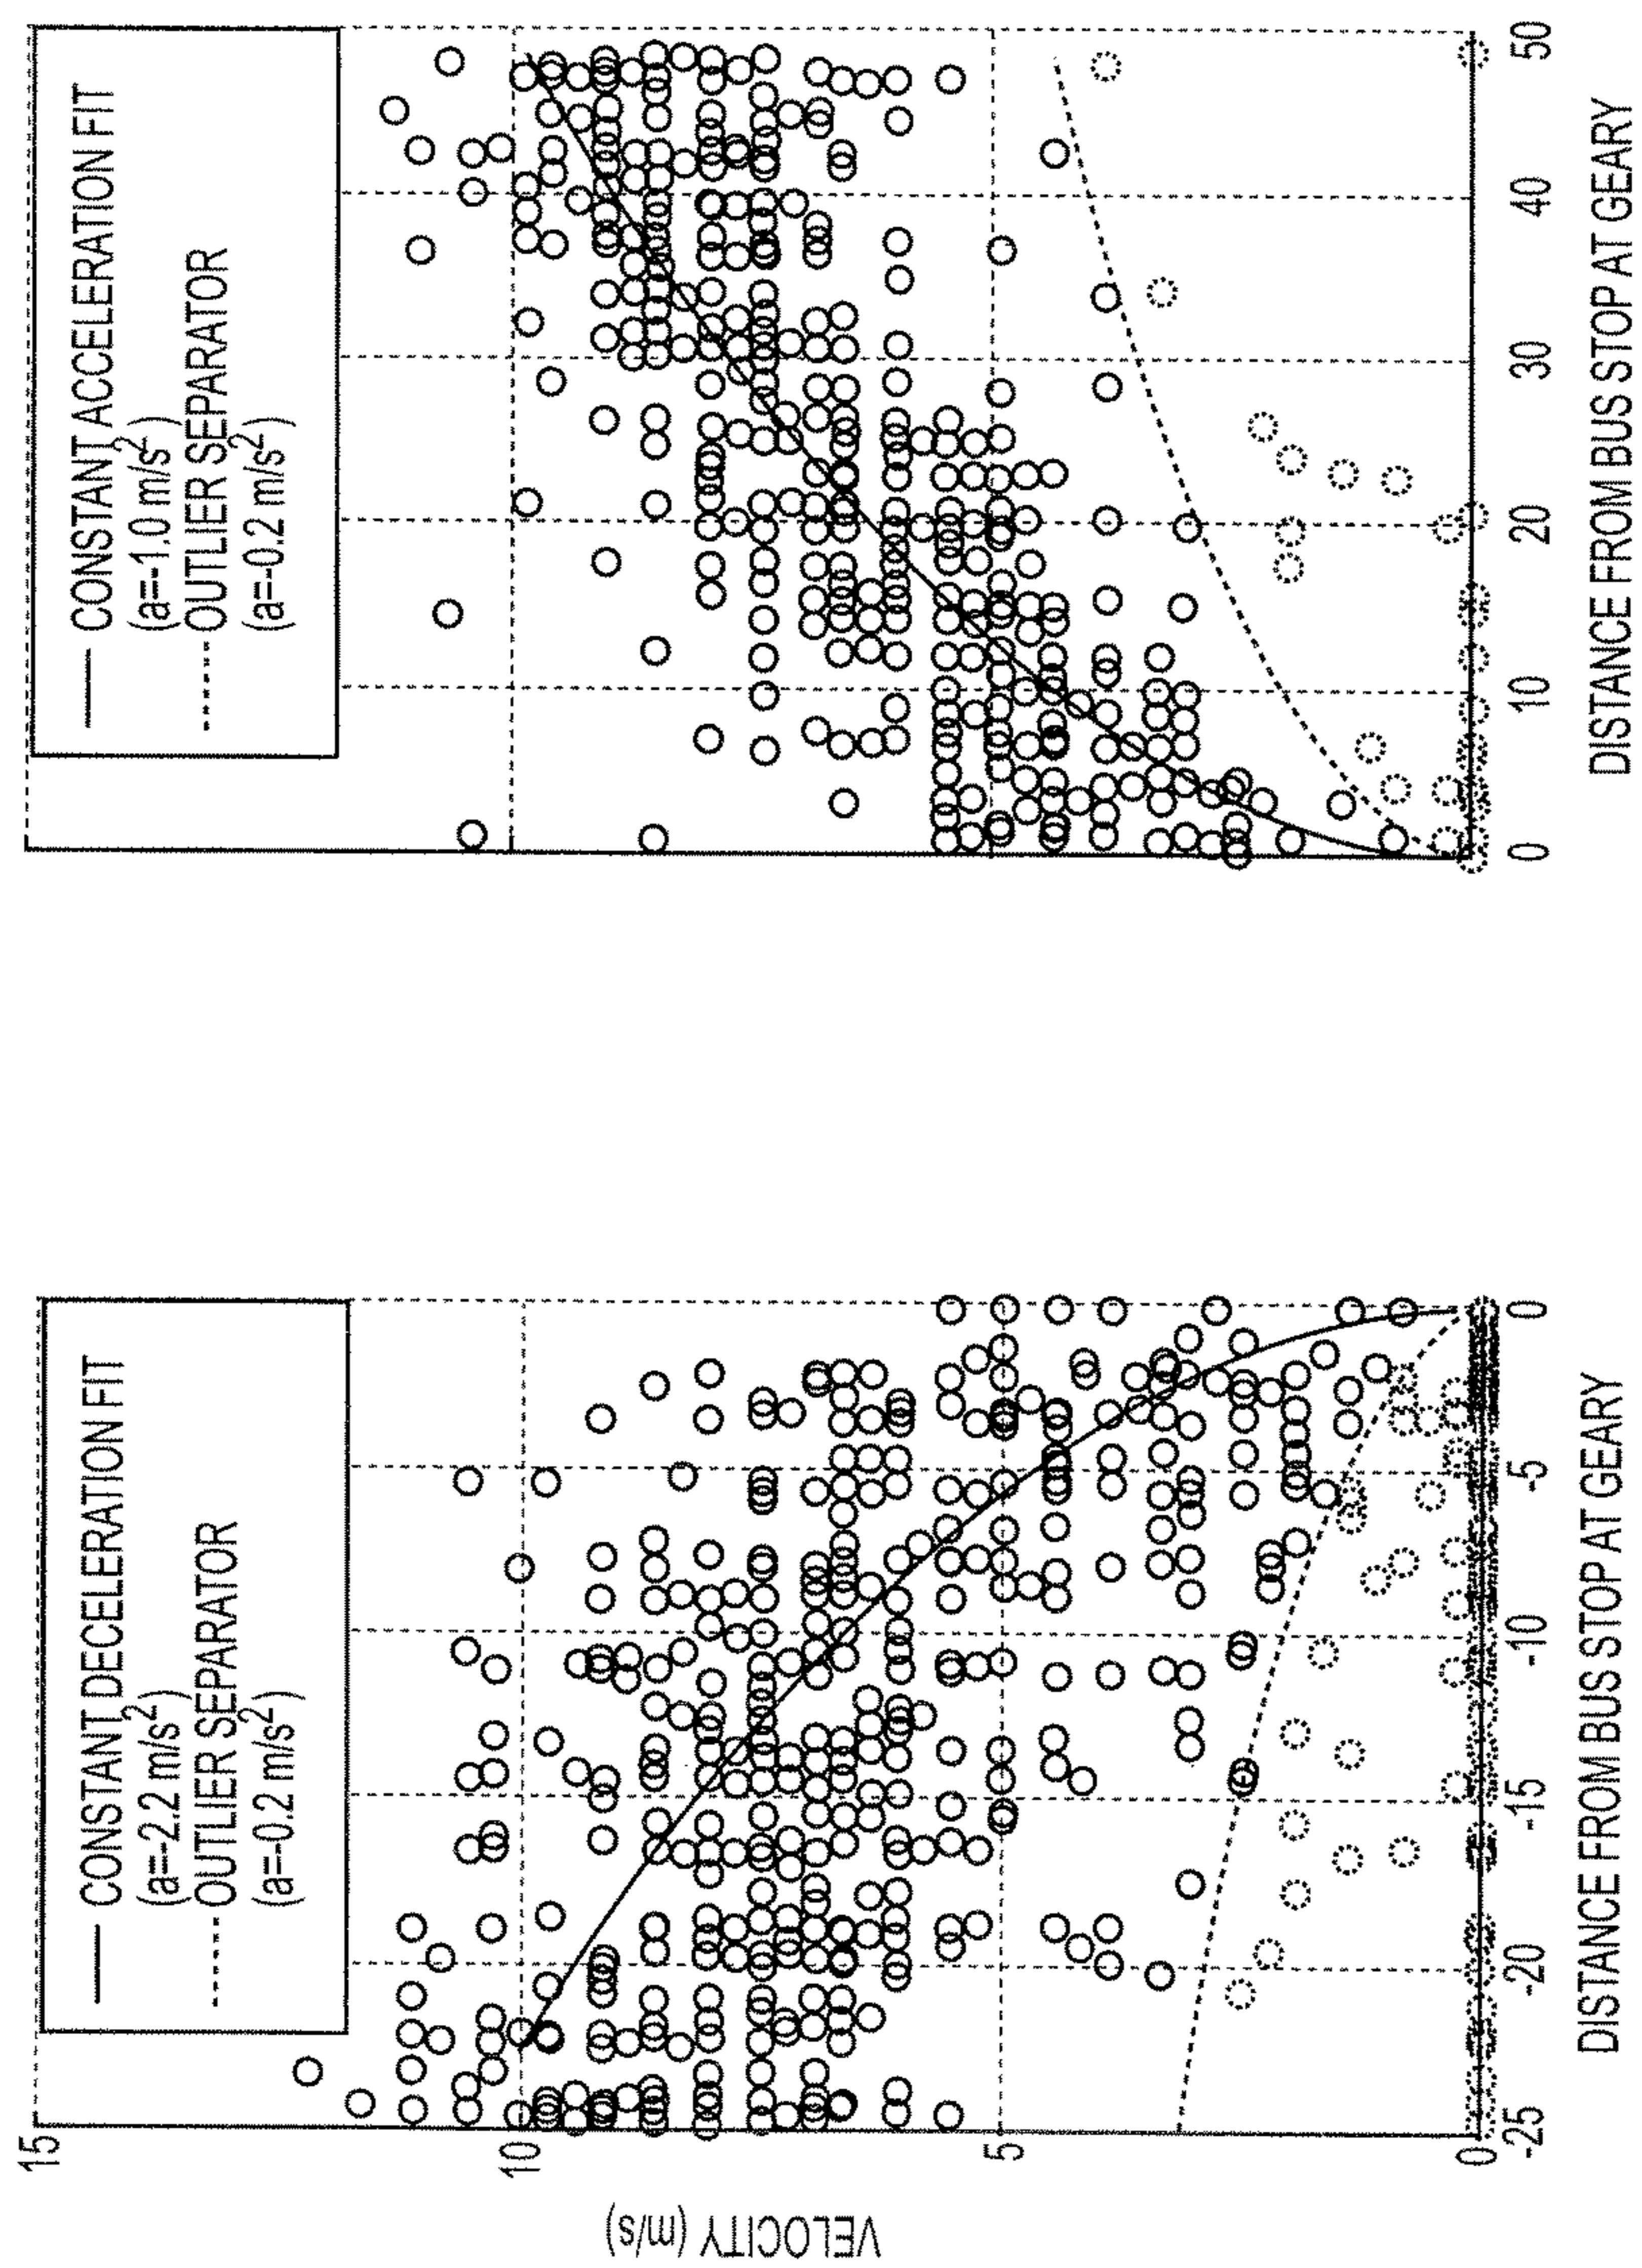 VELOCITY (m/s)
15
10
5
0
CONSTANT DECELERATION FIT
(a=-2.2 m/s²)
OUTLIER SEPARATOR
(a=-0.2 m/s²)
-25
-20
-15
-10
-5
0
DISTANCE FROM BUS STOP AT GEARY
CONSTANT ACCELERATION FIT
(a=-1.0 m/s²)
OUTLIER SEPARATOR
(a=-0.2 m/s²)
0
10
20
30
40
50
DISTANCE FROM BUS STOP AT GEARY